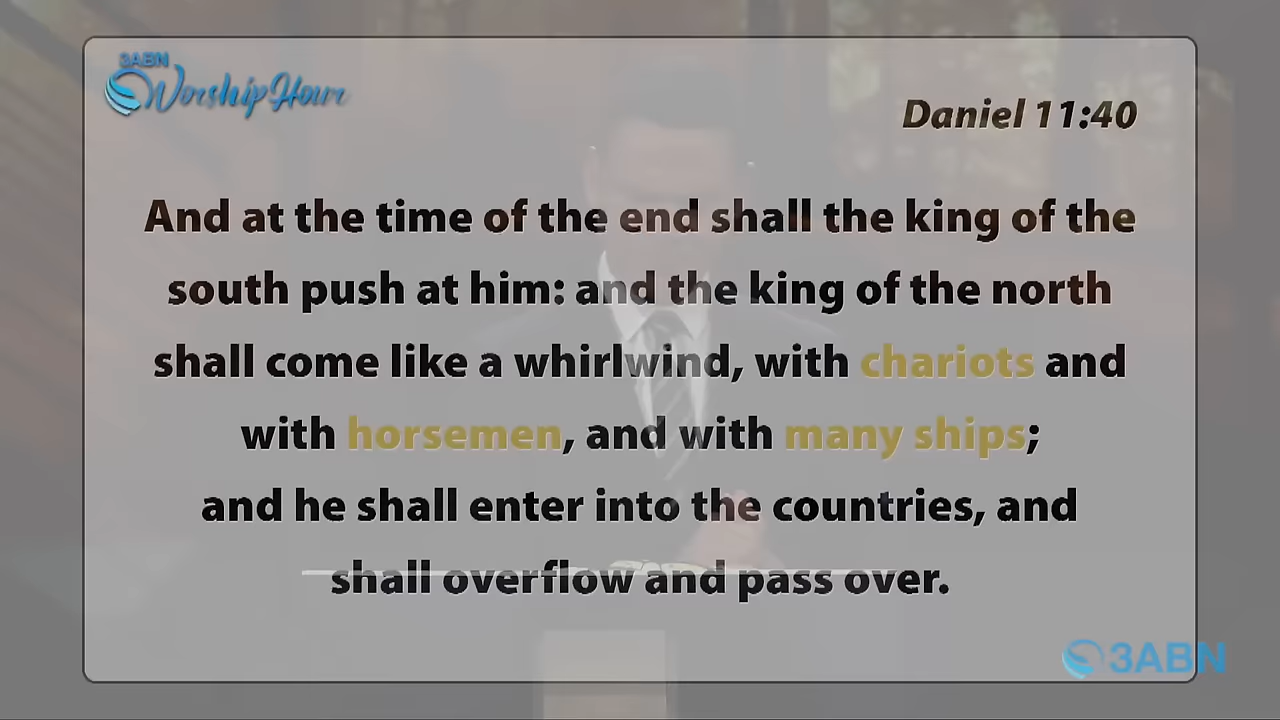 3ABN
Worship Hour
Daniel 11:40
And at the time of the end shall the king of the
south push at him: and the king of the north
shall come like a whirlwind, with chariots and
with horsemen, and with many ships;
and he shall enter into the countries, and
shall overflow and pass over.
3ABN